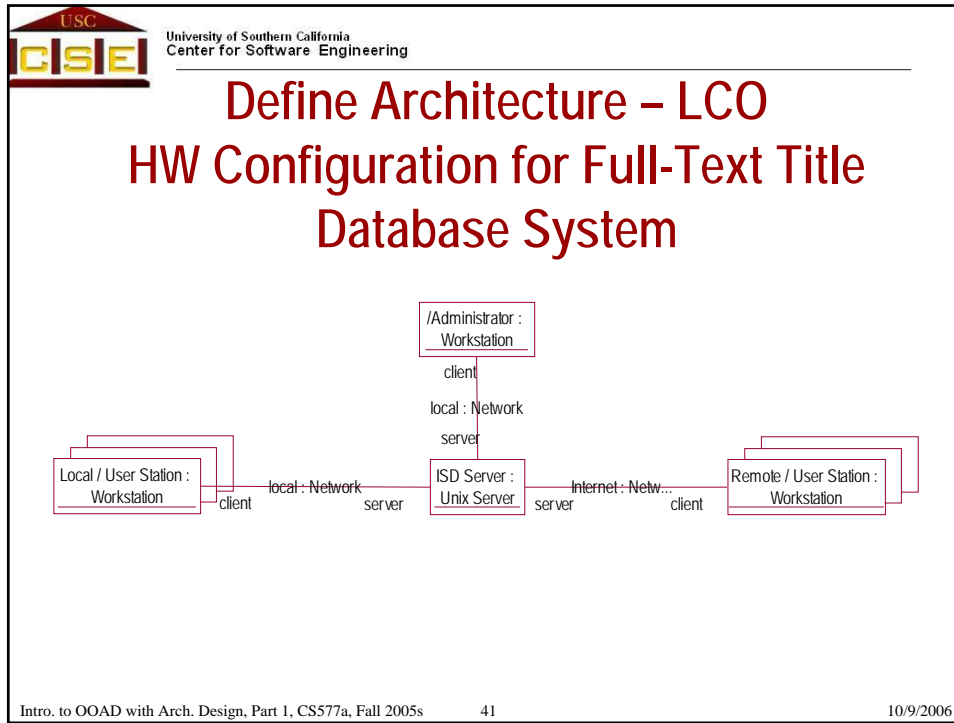 USC
CSE
University of Southern California
Center for Software Engineering
Define Architecture – LCO
HW Configuration for Full-Text Title
Database System
/Administrator :
Workstation
client
local : Network
server
Local / User Station :
Workstation
client
local : Network
server
ISD Server :
Unix Server
server
Internet : Netw...
client
Remote / User Station :
Workstation
Intro. to OOAD with Arch. Design, Part 1, CS577a, Fall 2005s 41 10/9/2006